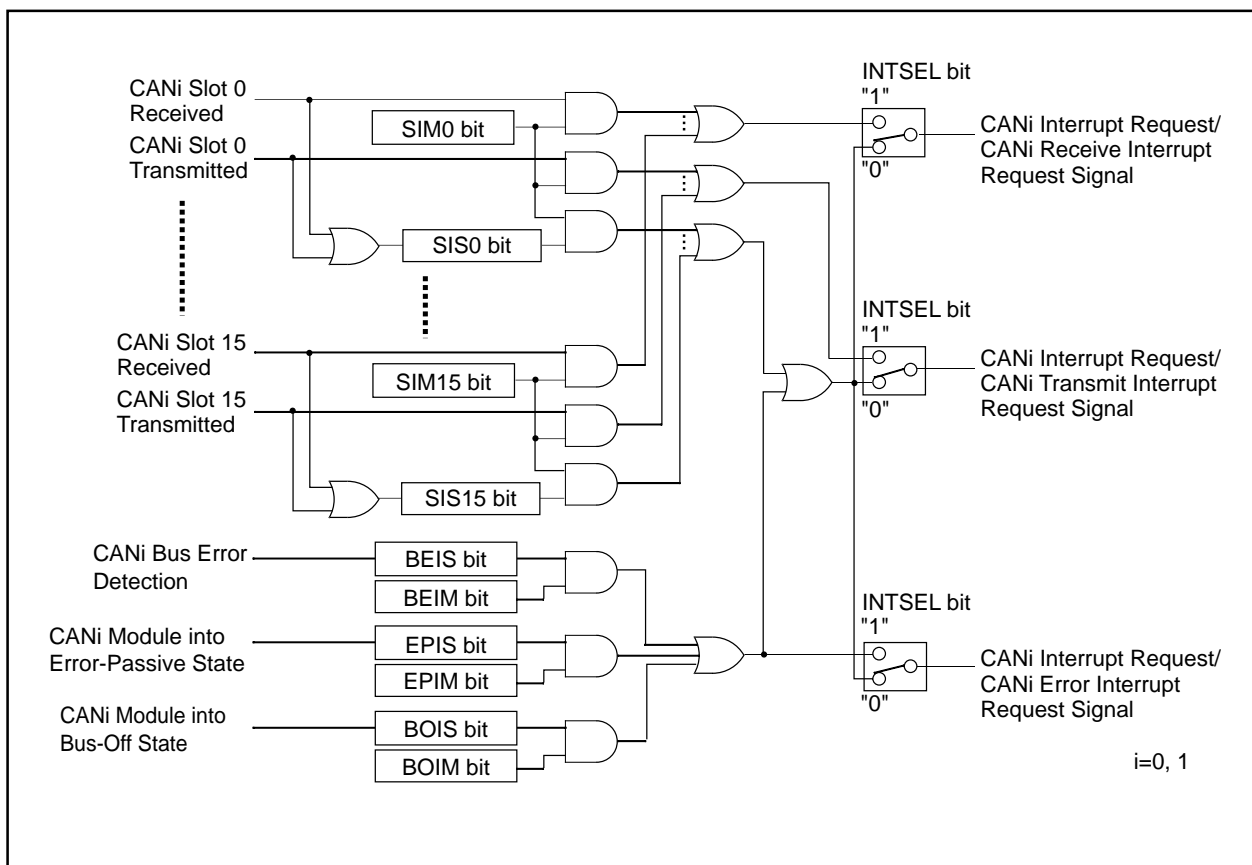 CANi Slot 0
Received
SIM0 bit
CANi Slot 0
Transmitted
SIS0 bit
CANi Slot 15
Received
SIM15 bit
CANi Slot 15
Transmitted
SIS15 bit
CANi Bus Error
Detection
BEIS bit
BEIM bit
CANi Module into
Error-Passive State
EPIS bit
EPIM bit
CANi Module into
Bus-Off State
BOIS bit
BOIM bit
INTSEL bit
"1"
"0"
CANi Interrupt Request/
CANi Receive Interrupt
Request Signal
INTSEL bit
"1"
"0"
CANi Interrupt Request/
CANi Transmit Interrupt
Request Signal
INTSEL bit
"1"
"0"
CANi Interrupt Request/
CANi Error Interrupt
Request Signal
i=0, 1